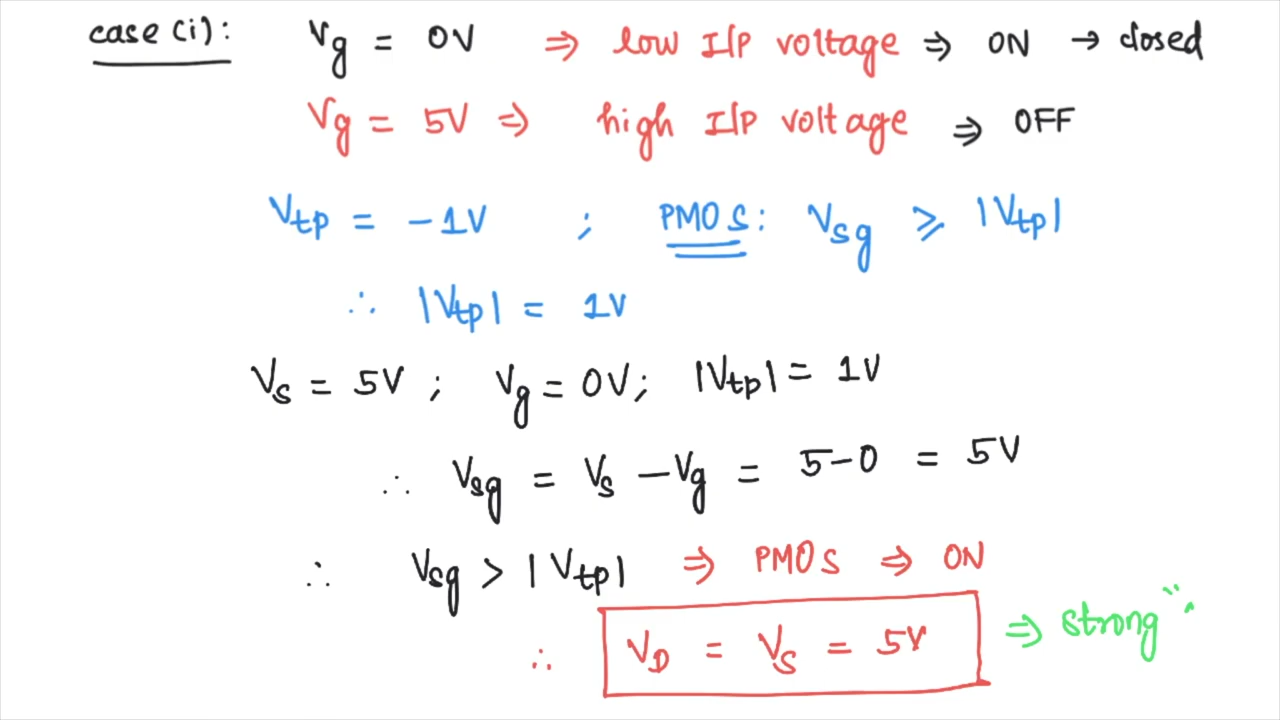 case (i): Vg = 0V ⇒ low I/P voltage ⇒ ON → closed
Vg = 5V ⇒ high I/P voltage ⇒ OFF
Vtp = -1V ; PMOS: Vsg ≥ |Vtp|
∴ |Vtp| = 1V
Vs = 5V ; Vg = 0V; |Vtp| = 1V
∴ Vsg = Vs - Vg = 5-0 = 5V
∴ Vsg > |Vtp| ⇒ PMOS ⇒ ON
∴ VD = VS = 5V ⇒ strong "